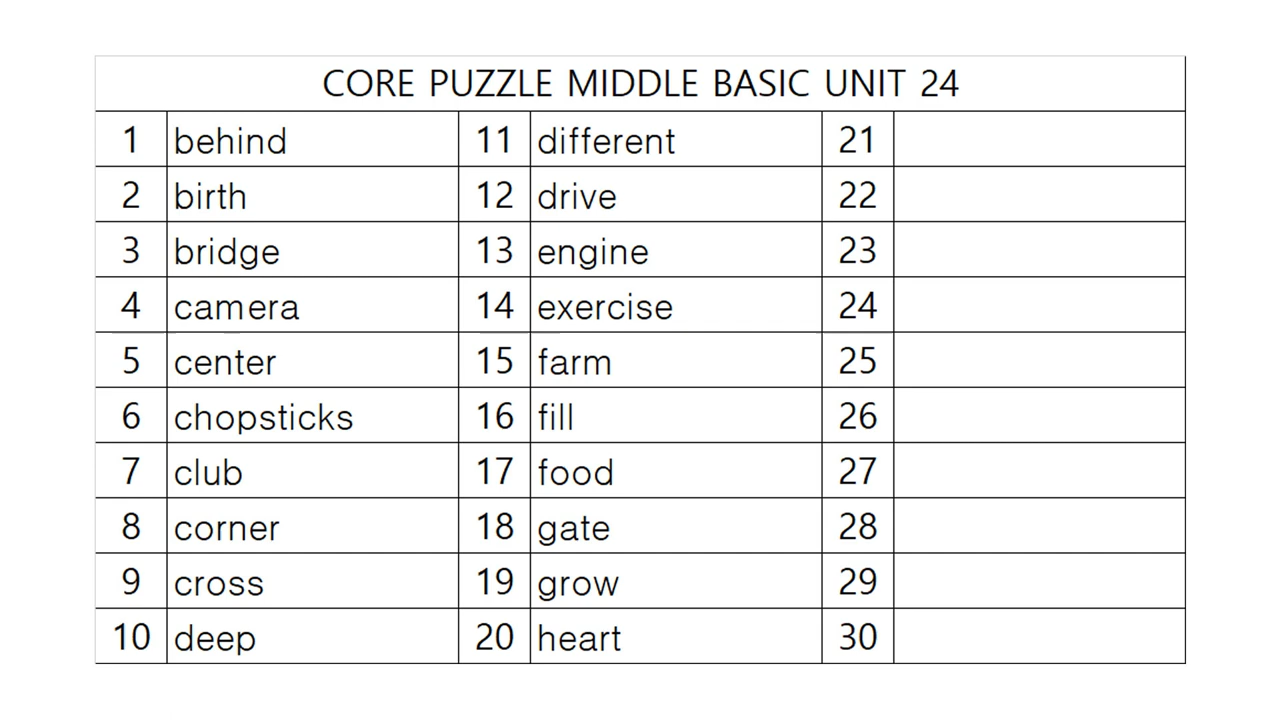 CORE PUZZLE MIDDLE BASIC UNIT 24
1 behind 11 different 21
2 birth 12 drive 22
3 bridge 13 engine 23
4 camera 14 exercise 24
5 center 15 farm 25
6 chopsticks 16 fill 26
7 club 17 food 27
8 corner 18 gate 28
9 cross 19 grow 29
10 deep 20 heart 30